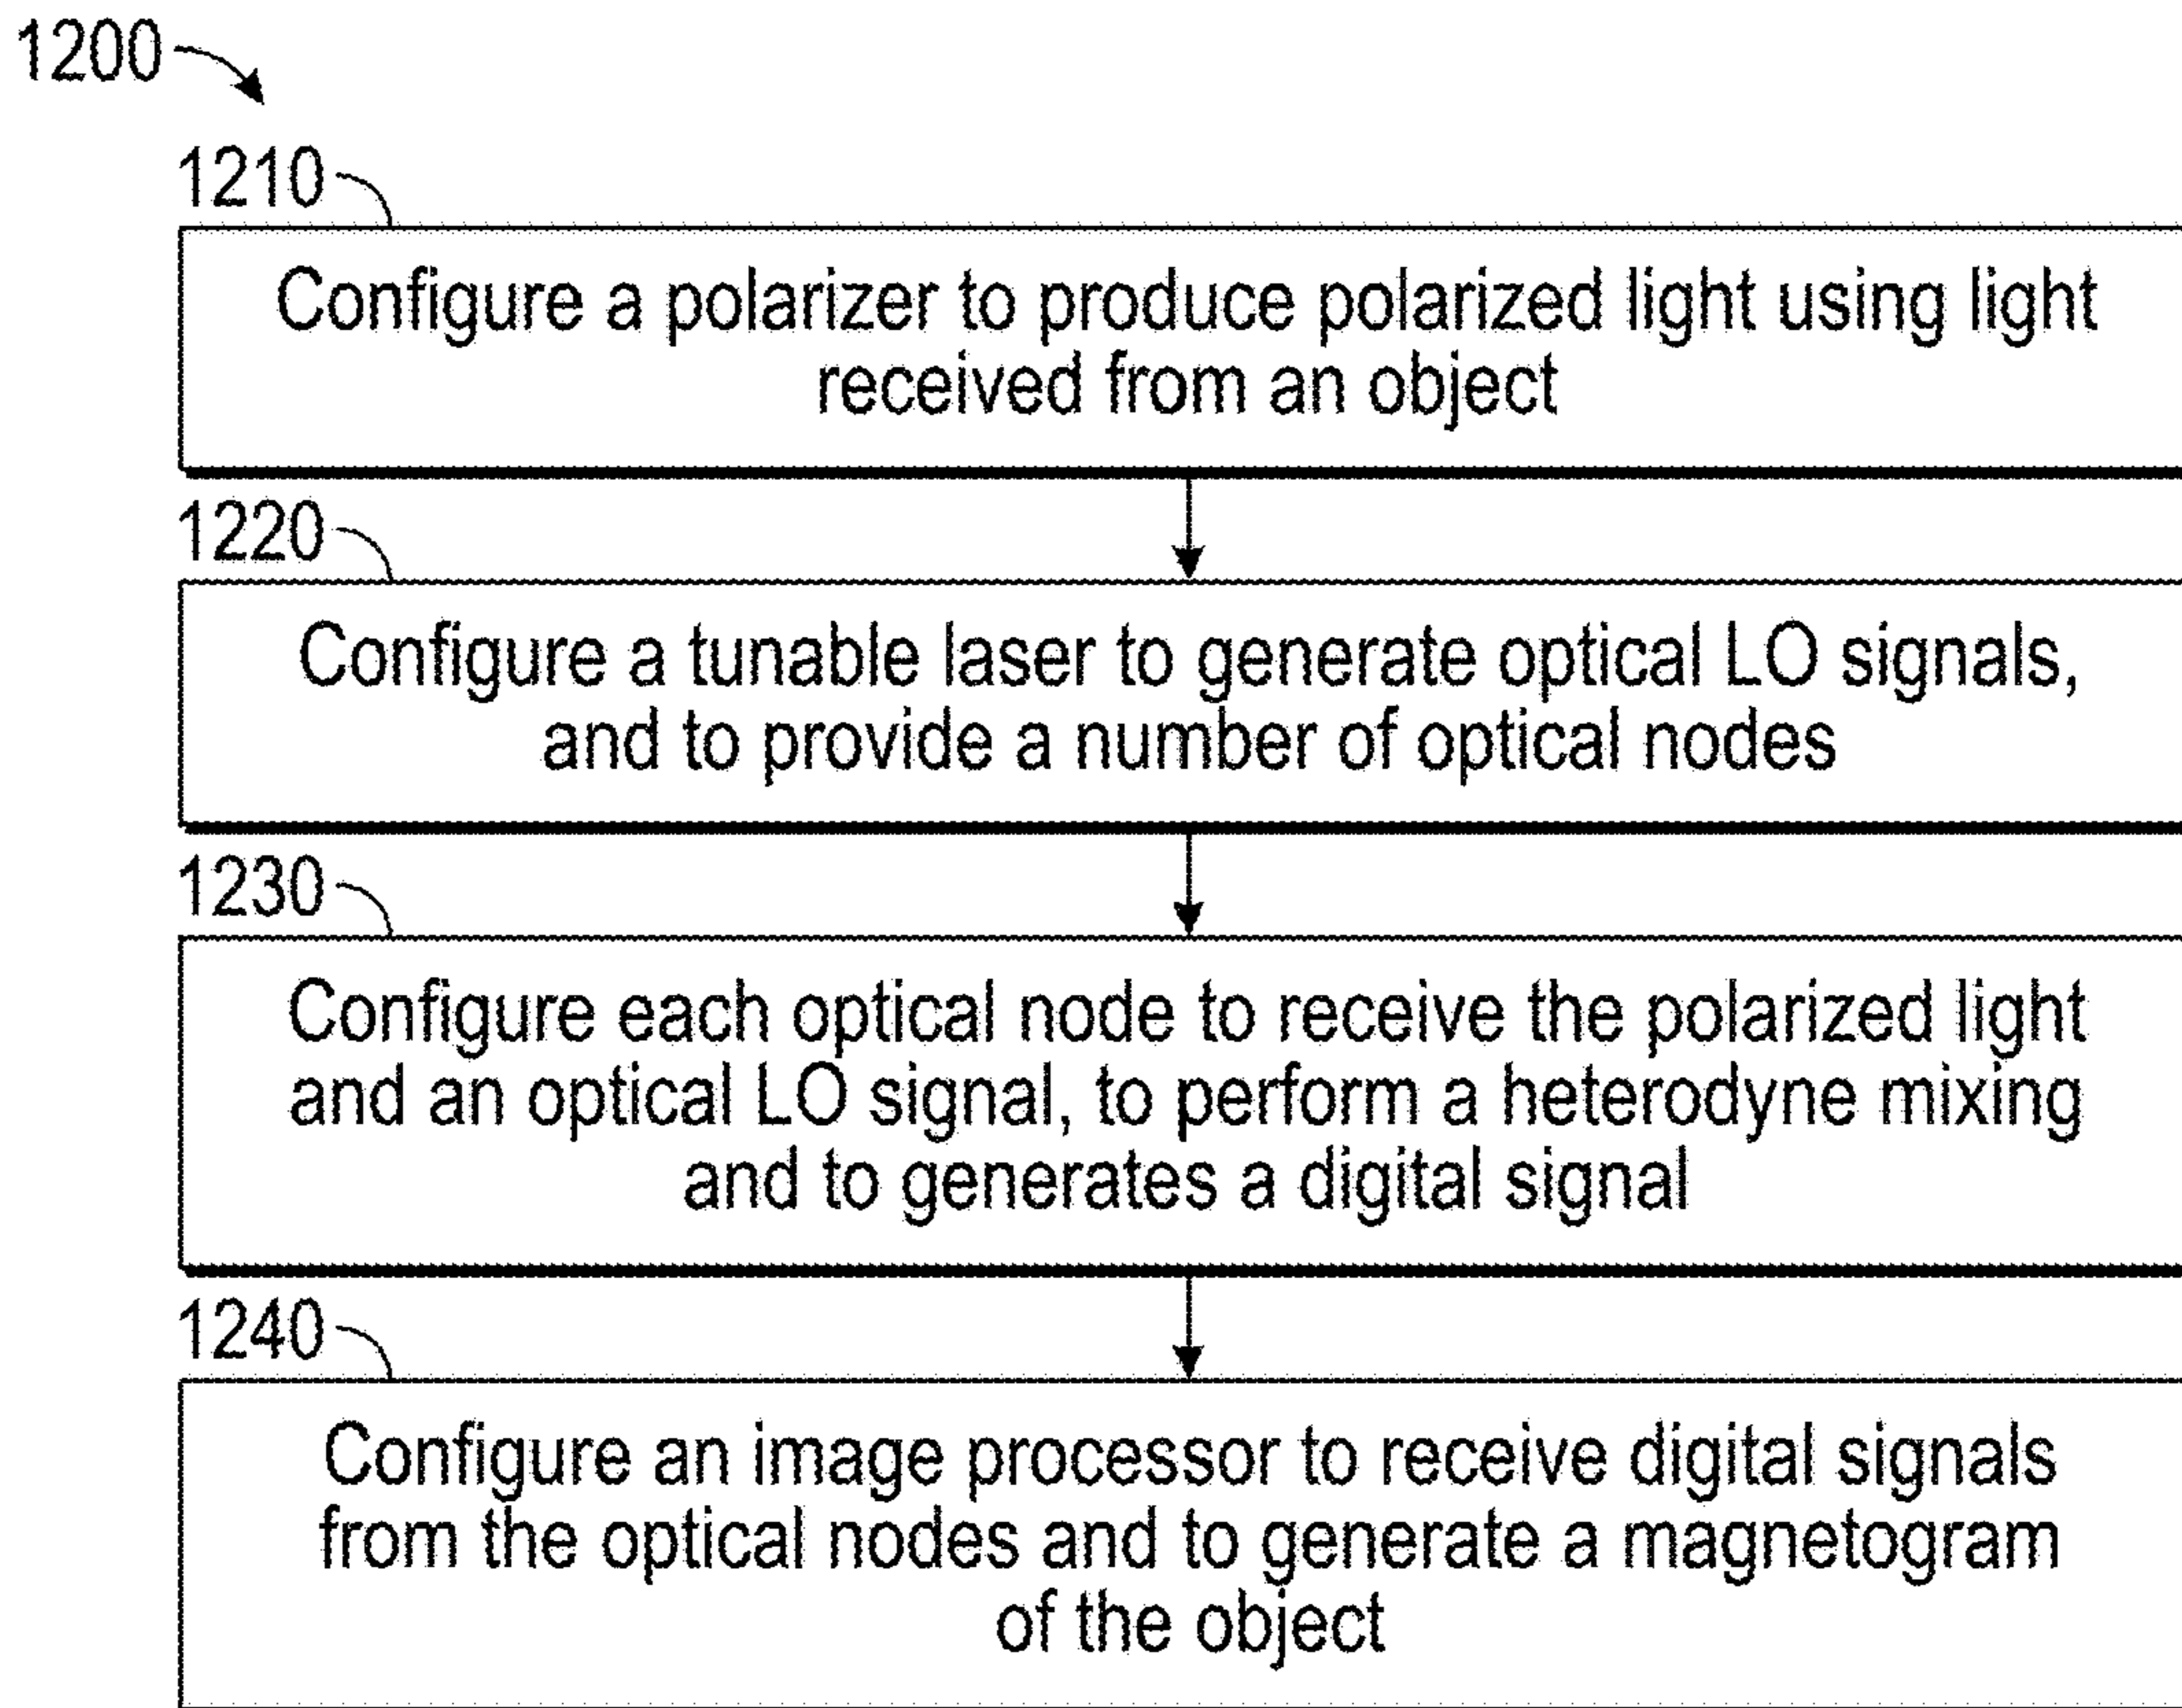 1200
1210
Configure a polarizer to produce polarized light using light
received from an object
1220
Configure a tunable laser to generate optical LO signals,
and to provide a number of optical nodes
1230
Configure each optical node to receive the polarized light
and an optical LO signal, to perform a heterodyne mixing
and to generates a digital signal
1240
Configure an image processor to receive digital signals
from the optical nodes and to generate a magnetogram
of the object